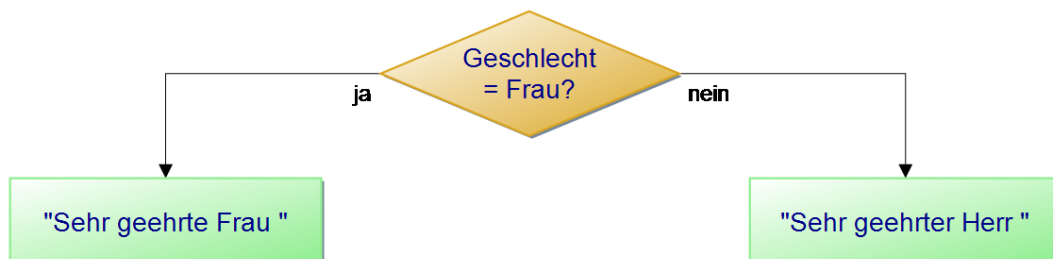 Geschlecht
= Frau?
ja
nein
"Sehr geehrte Frau "
"Sehr geehrter Herr "